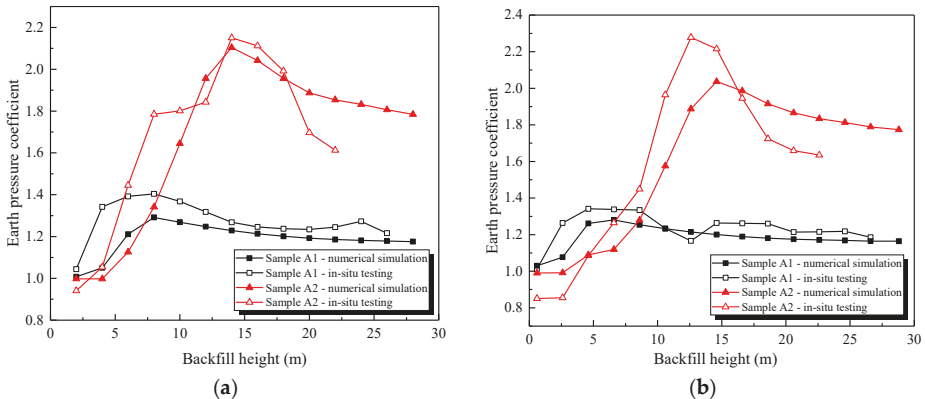 (a)
Earth pressure coefficient
2.2
2.0
1.8
1.6
1.4
1.2
1.0
0.8
Sample A1 - numerical simulation
Sample A1 - in-situ testing
Sample A2 - numerical simulation
Sample A2 - in-situ testing
0 5 10 15 20 25 30
Backfill height (m)
(a)
(b)
Earth pressure coefficient
2.4
2.2
2.0
1.8
1.6
1.4
1.2
1.0
0.8
Sample A1 - numerical simulation
Sample A1 - in-situ testing
Sample A2 - numerical simulation
Sample A2 - in-situ testing
0 5 10 15 20 25 30
Backfill height (m)
(b)